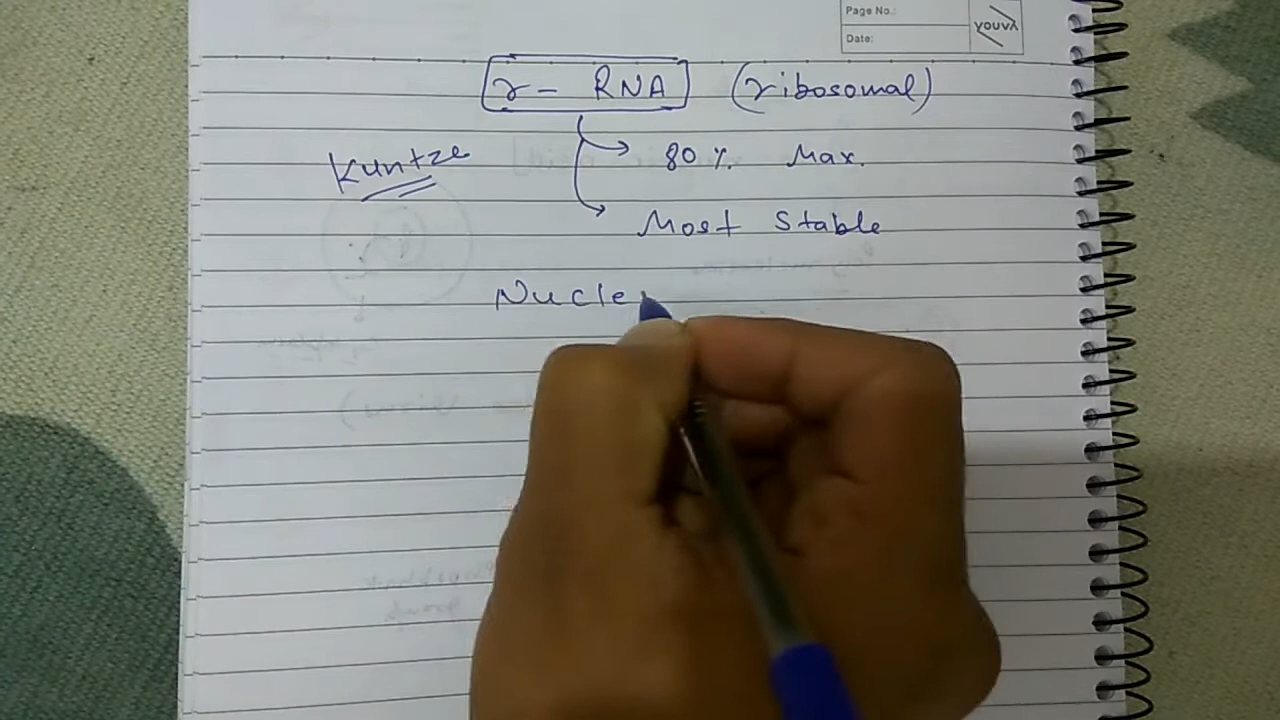 Page No.:
Date:
YOUVA
r - RNA (ribosomal)
Kuntze
80 % Max.
Most Stable
Nucle